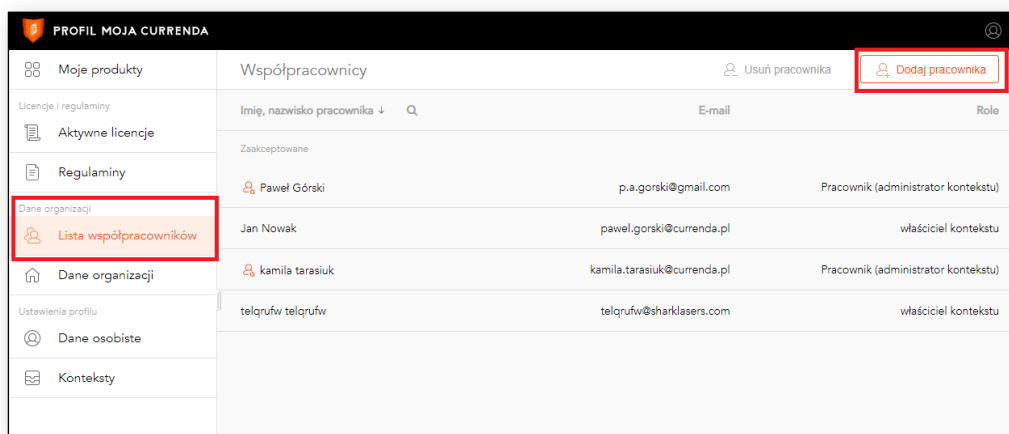 PROFIL MOJA CURRENDA
Moje produkty
Licencje i regulaminy
Aktywne licencje
Regulaminy
Dane organizacji
Lista współpracowników
Dane organizacji
Ustawienia profilu
Dane osobiste
Konteksty
Współpracownicy
Usuń pracownika
Dodaj pracownika
Imię, nazwisko pracownika ↓ E-mail Role
Zaakceptowane
Paweł Górski p.a.gorski@gmail.com Pracownik (administrator kontekstu)
Jan Nowak pawel.gorski@currenda.pl właściciel kontekstu
kamila tarasiuk kamila.tarasiuk@currenda.pl Pracownik (administrator kontekstu)
telqrufw telqrufw telqrufw@sharklasers.com właściciel kontekstu